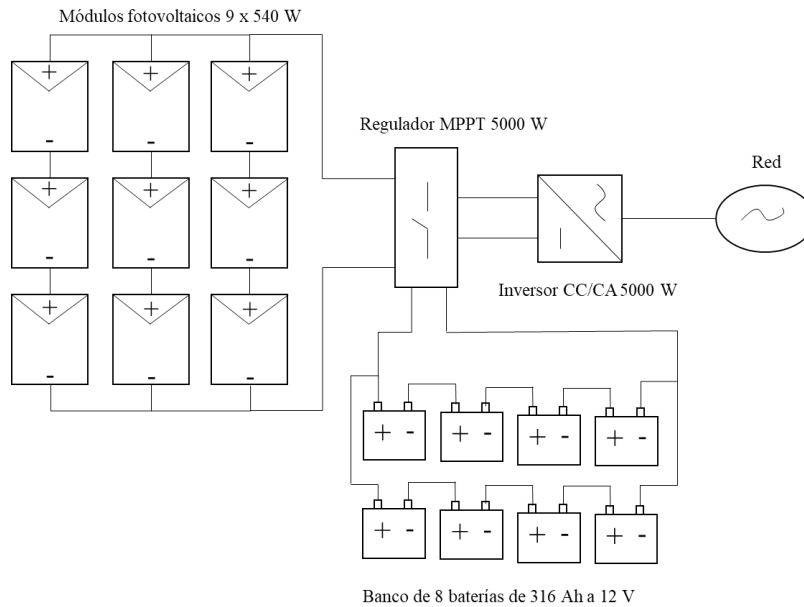 Módulos fotovoltaicos 9 x 540 W
+ + +
- - -
+ + +
- - -
+ + +
- - -
Regulador MPPT 5000 W
Red
Inversor CC/CA 5000 W
+ - + - + - + -
+ - + - + - + -
Banco de 8 baterías de 316 Ah a 12 V